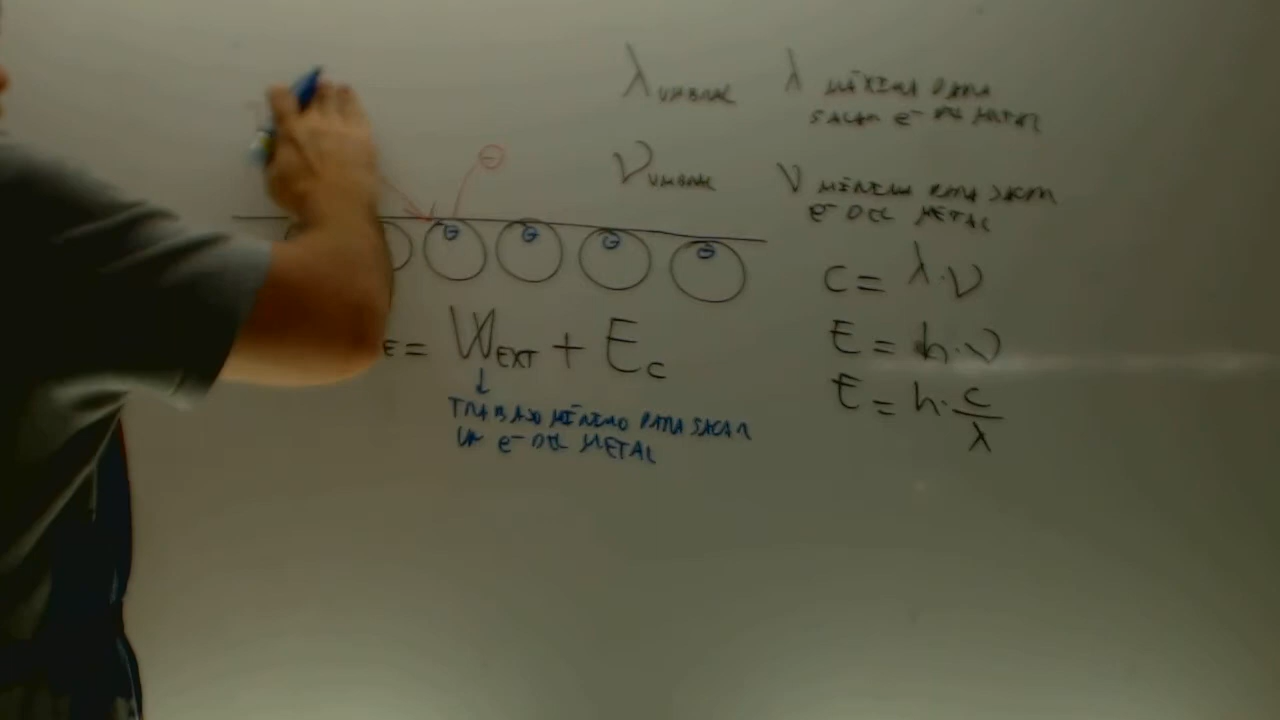 λ UMBRAL λ MÁXIMA PARA
SACAR e⁻ DEL METAL
ν UMBRAL ν MÍNIMA PARA SACAR
e⁻ DEL METAL
C = λ·ν
E = W EXT + E C
E = h·ν
E = h· C/λ
TRABAJO MÍNIMO PARA SACAR
UN e⁻ DEL METAL